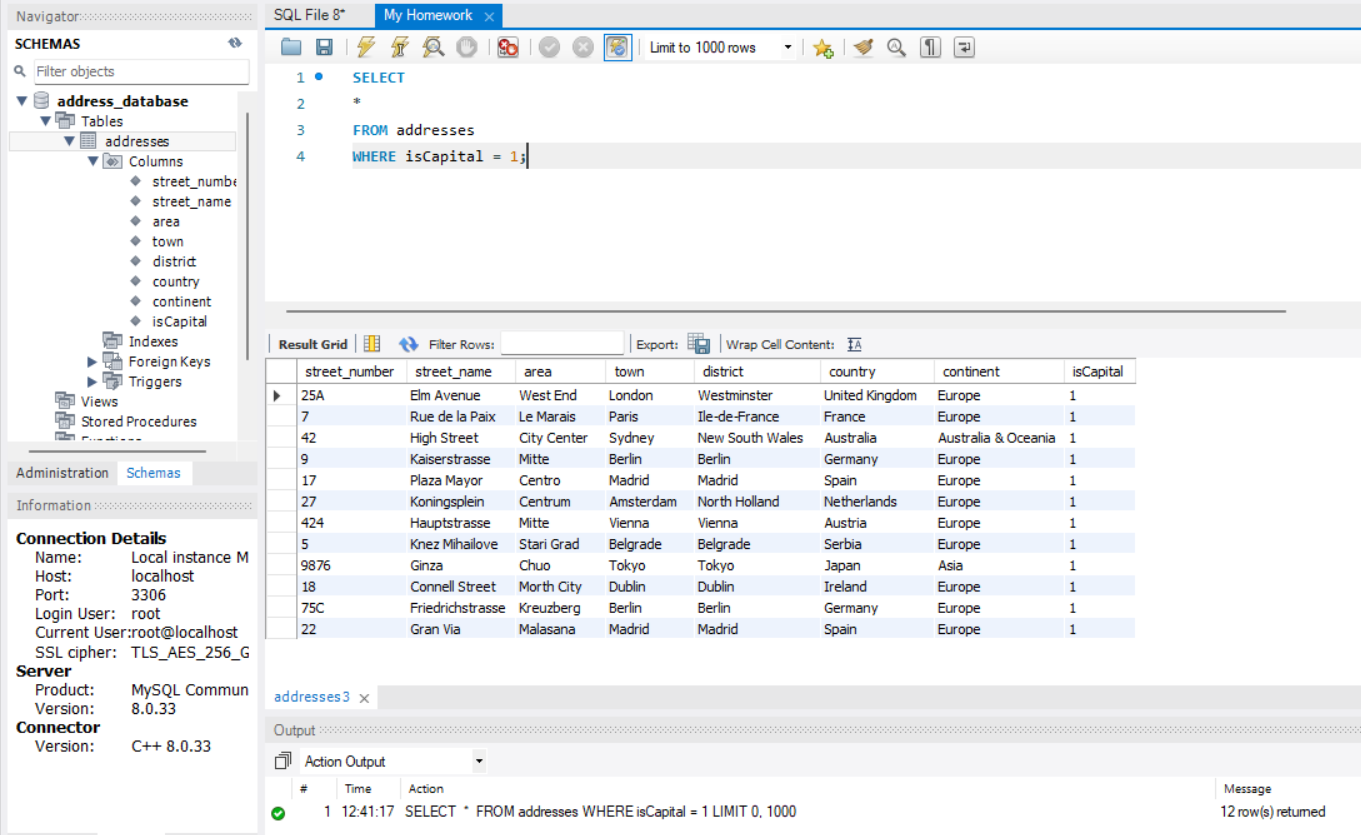 Navigator
SCHEMAS
Filter objects
address_database
Tables
addresses
Columns
street_numbe
street_name
area
town
district
country
continent
isCapital
Indexes
Foreign Keys
Triggers
Views
Stored Procedures
Administration Schemas
Information
Connection Details
Name: Local instance M
Host: localhost
Port: 3306
Login User: root
Current User: root@localhost
SSL cipher: TLS_AES_256_G
Server
Product: MySQL Commun
Version: 8.0.33
Connector
Version: C++ 8.0.33
SQL File 8* My Homework
Limit to 1000 rows
1 SELECT
2 *
3 FROM addresses
4 WHERE isCapital = 1;
Result Grid Filter Rows: Export: Wrap Cell Content:
street_number street_name area town district country continent isCapital
25A Elm Avenue West End London Westminster United Kingdom Europe 1
7 Rue de la Paix Le Marais Paris Ile-de-France France Europe 1
42 High Street City Center Sydney New South Wales Australia Australia & Oceania 1
9 Kaiserstrasse Mitte Berlin Berlin Germany Europe 1
17 Plaza Mayor Centro Madrid Madrid Spain Europe 1
27 Koningsplein Centrum Amsterdam North Holland Netherlands Europe 1
424 Hauptstrasse Mitte Vienna Vienna Austria Europe 1
5 Knez Mihailove Stari Grad Belgrade Belgrade Serbia Europe 1
9876 Ginza Chuo Tokyo Tokyo Japan Asia 1
18 Connell Street Morth City Dublin Dublin Ireland Europe 1
75C Friedrichstrasse Kreuzberg Berlin Berlin Germany Europe 1
22 Gran Via Malasana Madrid Madrid Spain Europe 1
addresses3
Output
Action Output
# Time Action Message
1 12:41:17 SELECT * FROM addresses WHERE isCapital = 1 LIMIT 0, 1000 12 row(s) returned